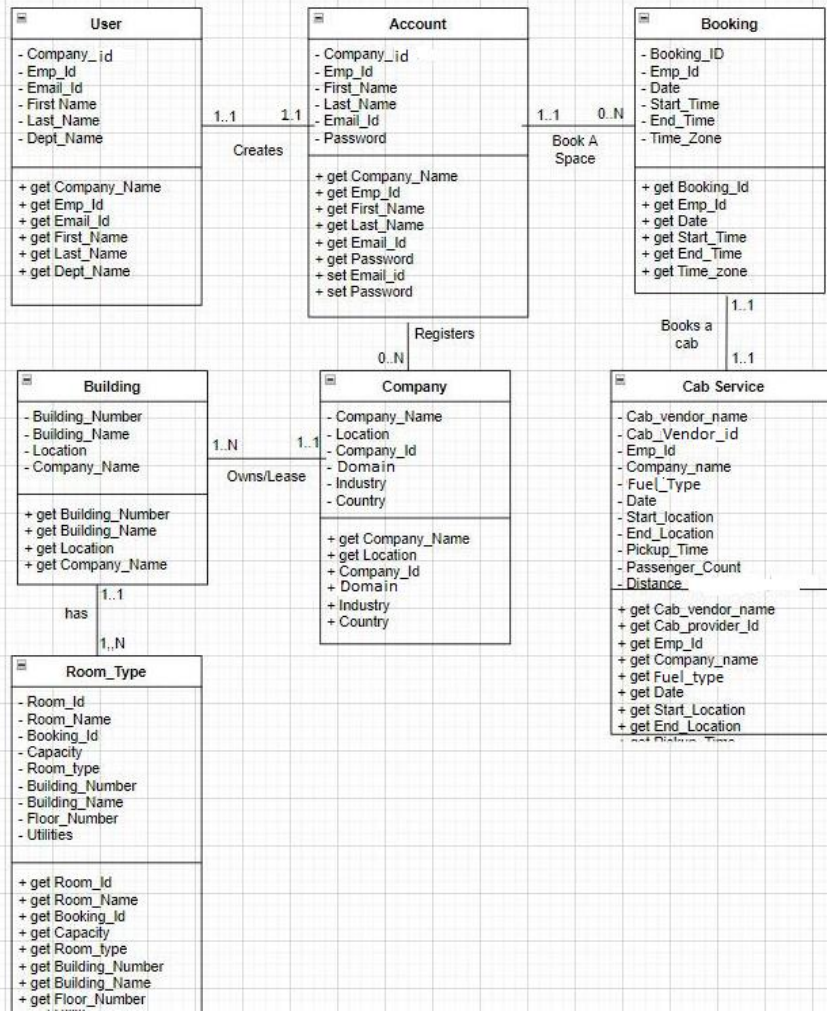 User
- Company_id
- Emp_Id
- Email_Id
- First Name
- Last_Name
- Dept_Name
+ get Company_Name
+ get Emp_Id
+ get Email_Id
+ get First_Name
+ get Last_Name
+ get Dept_Name
1..1
1..1
Creates
Account
- Company_id
- Emp_Id
- First_Name
- Last_Name
- Email_Id
- Password
+ get Company_Name
+ get Emp_Id
+ get First_Name
+ get Last_Name
+ get Email_Id
+ get Password
+ set Email_id
+ set Password
1..1
0..N
Book A
Space
Booking
- Booking_ID
- Emp_Id
- Date
- Start_Time
- End_Time
- Time_Zone
+ get Booking_Id
+ get Emp_Id
+ get Date
+ get Start_Time
+ get End_Time
+ get Time_zone
Registers
0..N
1..1
Books a
cab
1..1
Building
- Building_Number
- Building_Name
- Location
- Company_Name
+ get Building_Number
+ get Building_Name
+ get Location
+ get Company_Name
1..N
1..1
Owns/Lease
Company
- Company_Name
- Location
- Company_Id
- Domain
- Industry
- Country
+ get Company_Name
+ get Location
+ Company_Id
+ Domain
+ Industry
+ Country
Cab Service
- Cab_vendor_name
- Cab_Vendor_id
- Emp_Id
- Company_name
- Fuel_Type
- Date
- Start_location
- End_Location
- Pickup_Time
- Passenger_Count
- Distance
+ get Cab_vendor_name
+ get Cab_provider_Id
+ get Emp_Id
+ get Company_name
+ get Fuel_type
+ get Date
+ get Start_Location
+ get End_Location
+ get Pickup_Time
1..1
has
1,,N
Room_Type
- Room_Id
- Room_Name
- Booking_Id
- Capacity
- Room_type
- Building_Number
- Building_Name
- Floor_Number
- Utilities
+ get Room_Id
+ get Room_Name
+ get Booking_Id
+ get Capacity
+ get Room_type
+ get Building_Number
+ get Building_Name
+ get Floor_Number